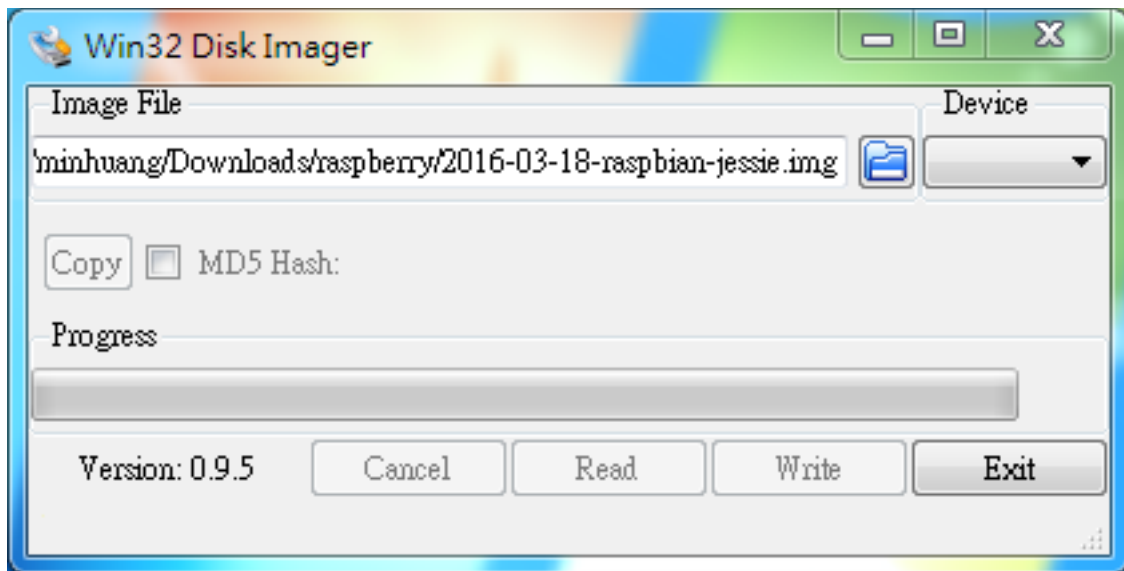 Win32 Disk Imager
Image File
Device
minhuang/Downloads/raspberry/2016-03-18-raspbian-jessie.img
Copy
MD5 Hash:
Progress
Version: 0.9.5
Cancel
Read
Write
Exit